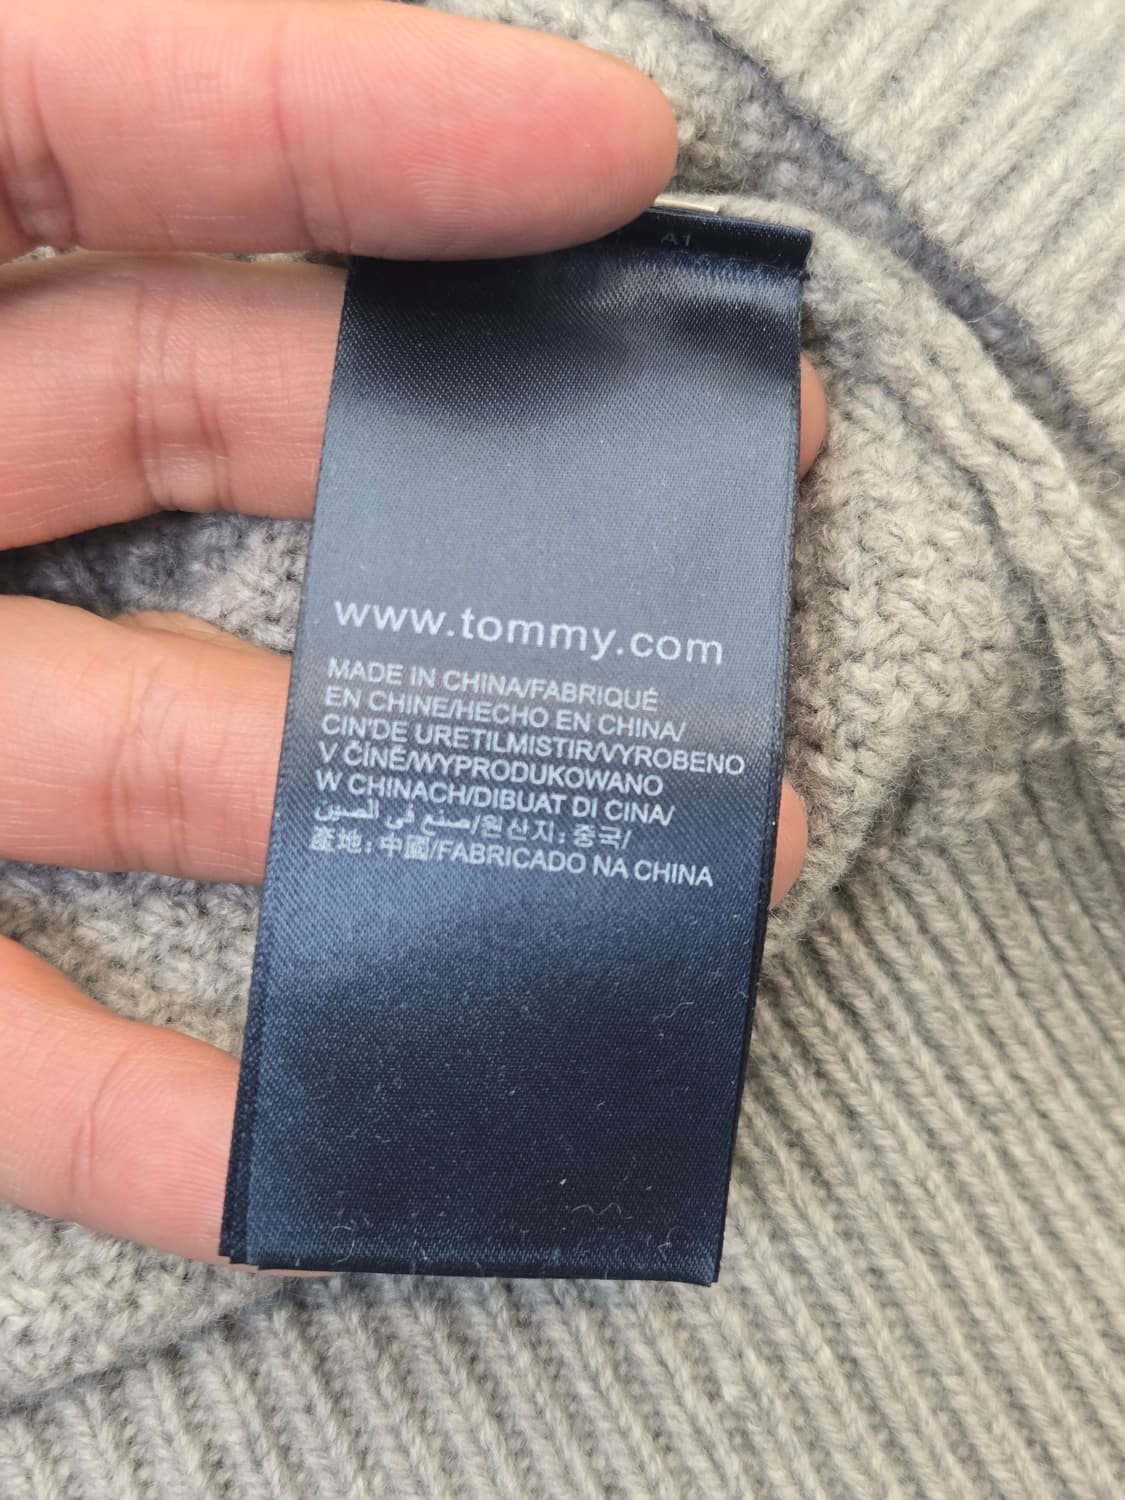 A1
www.tommy.com
MADE IN CHINA/FABRIQUÉ
EN CHINE/HECHO EN CHINA/
CIN'DE URETILMISTIR/VYROBENO
V ČÍNĚ/WYPRODUKOWANO
W CHINACH/DIBUAT DI CINA/
صنع في الصين/원산지: 중국/
產地: 中國/FABRICADO NA CHINA